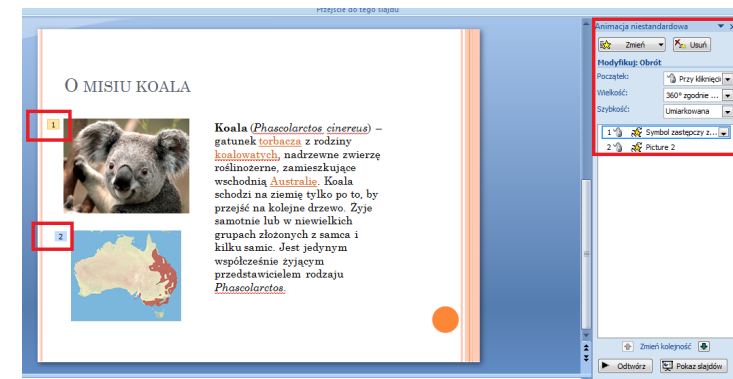 Przejście do tego slajdu
O MISIU KOALA
1
Koala (Phascolarctos cinereus) –
gatunek torbacza z rodziny
koalowatych, nadrzewne zwierzę
roślinożerne, zamieszkujące
wschodnią Australię. Koala
schodzi na ziemię tylko po to, by
przejść na kolejne drzewo. Żyje
samotnie lub w niewielkich
grupach złożonych z samca i
kilku samic. Jest jedynym
współcześnie żyjącym
przedstawicielem rodzaju
Phascolarctos.
2
Animacja niestandardowa
Zmień
Usuń
Modyfikuj: Obrót
Początek:
Przy kliknięci
Wielkość:
360° zgodnie ...
Szybkość:
Umiarkowana
1 Symbol zastępczy z...
2 Picture 2
Zmień kolejność
Odtwórz
Pokaz slajdów